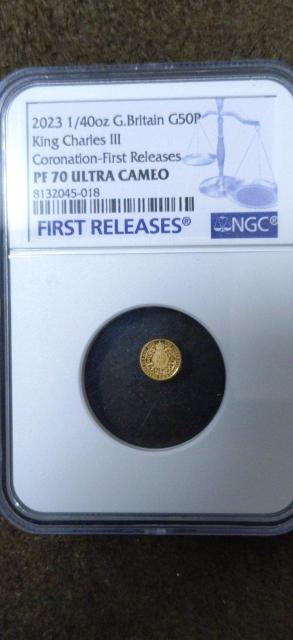 2023 1/40oz G.Britain G50P
King Charles III
Coronation-First Releases
PF 70 ULTRA CAMEO
8132045-018
FIRST RELEASES®
NGC®